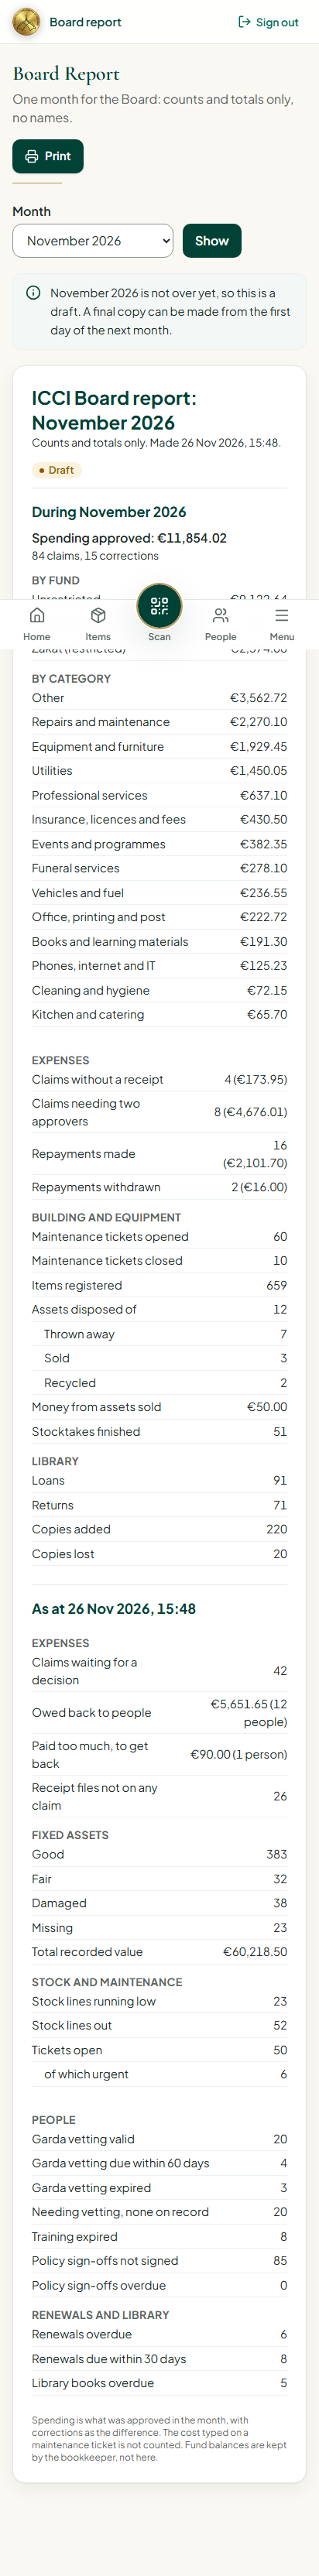 Board report
Sign out
Board Report
One month for the Board: counts and totals only,
no names.
Print
Month
November 2026
Show
November 2026 is not over yet, so this is a
draft. A final copy can be made from the first
day of the next month.
ICCI Board report:
November 2026
Counts and totals only. Made 26 Nov 2026, 15:48.
Draft
During November 2026
Spending approved: €11,854.02
84 claims, 15 corrections
BY FUND
Home
Items
Scan
People
Menu
BY CATEGORY
Other €3,562.72
Repairs and maintenance €2,270.10
Equipment and furniture €1,929.45
Utilities €1,450.05
Professional services €637.10
Insurance, licences and fees €430.50
Events and programmes €382.35
Funeral services €278.10
Vehicles and fuel €236.55
Office, printing and post €222.72
Books and learning materials €191.30
Phones, internet and IT €125.23
Cleaning and hygiene €72.15
Kitchen and catering €65.70
EXPENSES
Claims without a receipt 4 (€173.95)
Claims needing two
approvers 8 (€4,676.01)
Repayments made 16
(€2,101.70)
Repayments withdrawn 2 (€16.00)
BUILDING AND EQUIPMENT
Maintenance tickets opened 60
Maintenance tickets closed 10
Items registered 659
Assets disposed of 12
Thrown away 7
Sold 3
Recycled 2
Money from assets sold €50.00
Stocktakes finished 51
LIBRARY
Loans 91
Returns 71
Copies added 220
Copies lost 20
As at 26 Nov 2026, 15:48
EXPENSES
Claims waiting for a
decision 42
Owed back to people €5,651.65 (12
people)
Paid too much, to get
back €90.00 (1 person)
Receipt files not on any
claim 26
FIXED ASSETS
Good 383
Fair 32
Damaged 38
Missing 23
Total recorded value €60,218.50
STOCK AND MAINTENANCE
Stock lines running low 23
Stock lines out 52
Tickets open 50
of which urgent 6
PEOPLE
Garda vetting valid 20
Garda vetting due within 60 days 4
Garda vetting expired 3
Needing vetting, none on record 20
Training expired 8
Policy sign-offs not signed 85
Policy sign-offs overdue 0
RENEWALS AND LIBRARY
Renewals overdue 6
Renewals due within 30 days 8
Library books overdue 5
Spending is what was approved in the month, with
corrections as the difference. The cost typed on a
maintenance ticket is not counted. Fund balances are kept
by the bookkeeper, not here.